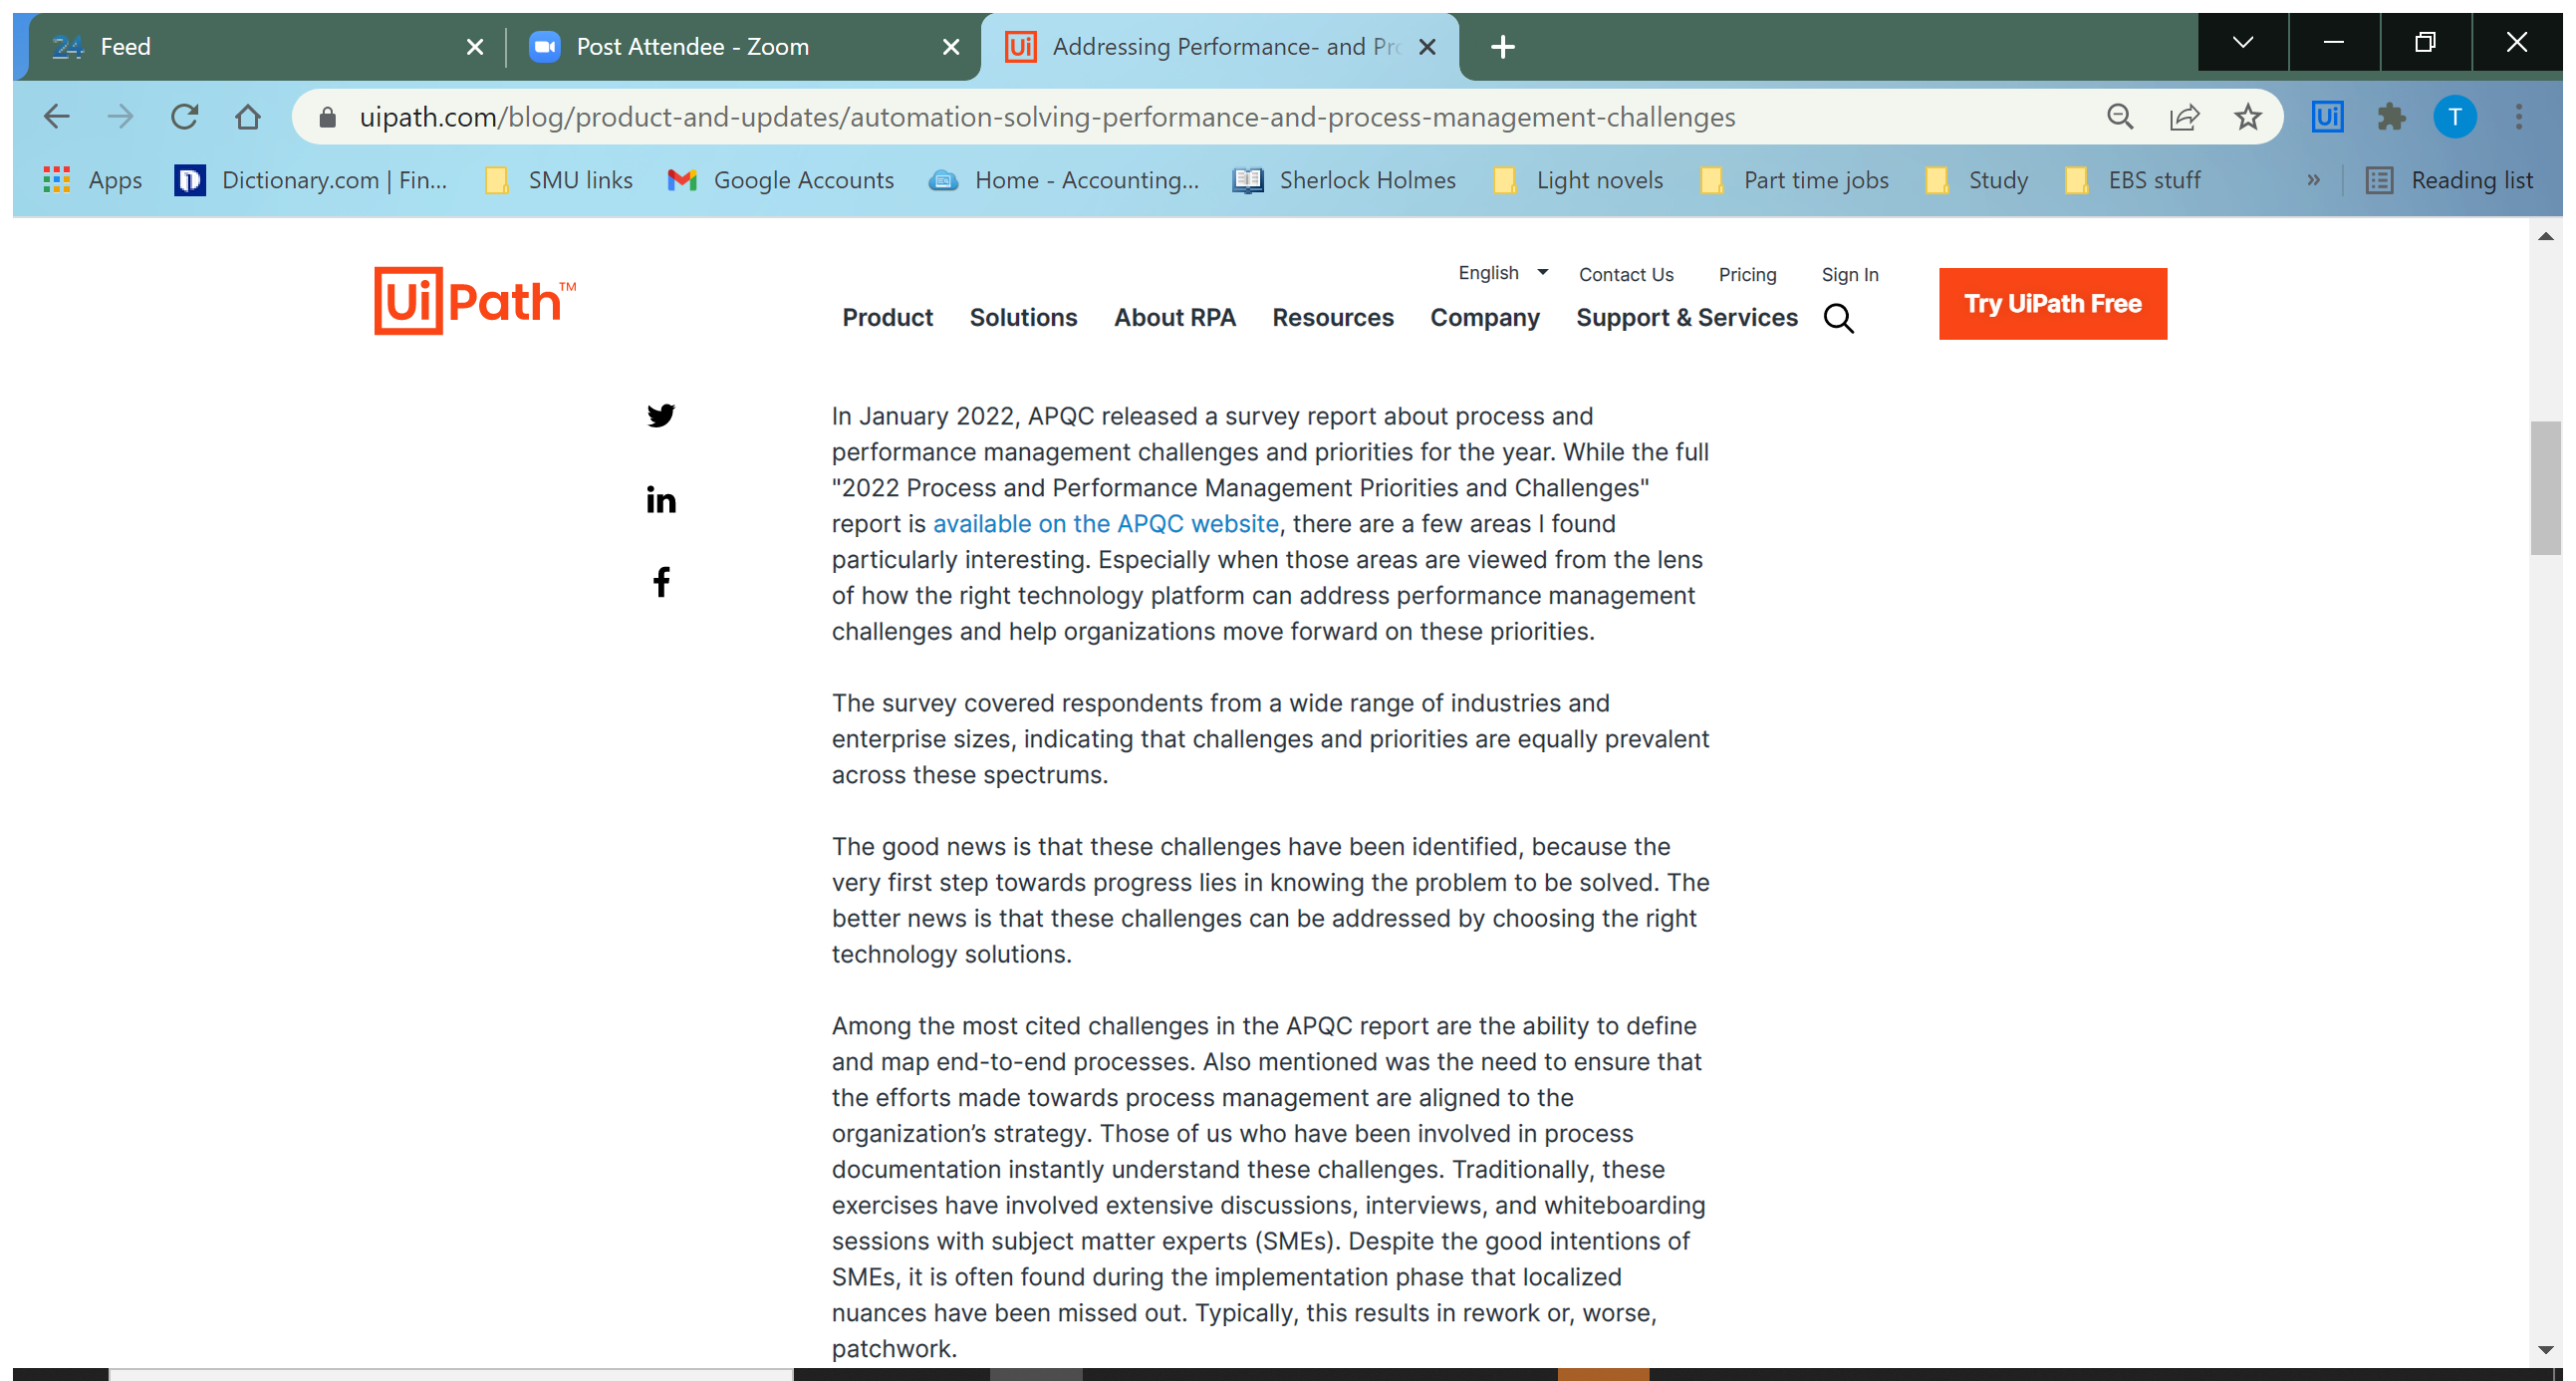 24 Feed
Post Attendee - Zoom
Ui Addressing Performance- and Pro
uipath.com/blog/product-and-updates/automation-solving-performance-and-process-management-challenges
Ui
T
Apps
Dictionary.com | Fin...
SMU links
Google Accounts
Home - Accounting...
Sherlock Holmes
Light novels
Part time jobs
Study
EBS stuff
»
Reading list
UiPath™
English
Contact Us
Pricing
Sign In
Product
Solutions
About RPA
Resources
Company
Support & Services
Try UiPath Free
In January 2022, APQC released a survey report about process and
performance management challenges and priorities for the year. While the full
"2022 Process and Performance Management Priorities and Challenges"
report is available on the APQC website, there are a few areas I found
particularly interesting. Especially when those areas are viewed from the lens
of how the right technology platform can address performance management
challenges and help organizations move forward on these priorities.
The survey covered respondents from a wide range of industries and
enterprise sizes, indicating that challenges and priorities are equally prevalent
across these spectrums.
The good news is that these challenges have been identified, because the
very first step towards progress lies in knowing the problem to be solved. The
better news is that these challenges can be addressed by choosing the right
technology solutions.
Among the most cited challenges in the APQC report are the ability to define
and map end-to-end processes. Also mentioned was the need to ensure that
the efforts made towards process management are aligned to the
organization’s strategy. Those of us who have been involved in process
documentation instantly understand these challenges. Traditionally, these
exercises have involved extensive discussions, interviews, and whiteboarding
sessions with subject matter experts (SMEs). Despite the good intentions of
SMEs, it is often found during the implementation phase that localized
nuances have been missed out. Typically, this results in rework or, worse,
patchwork.